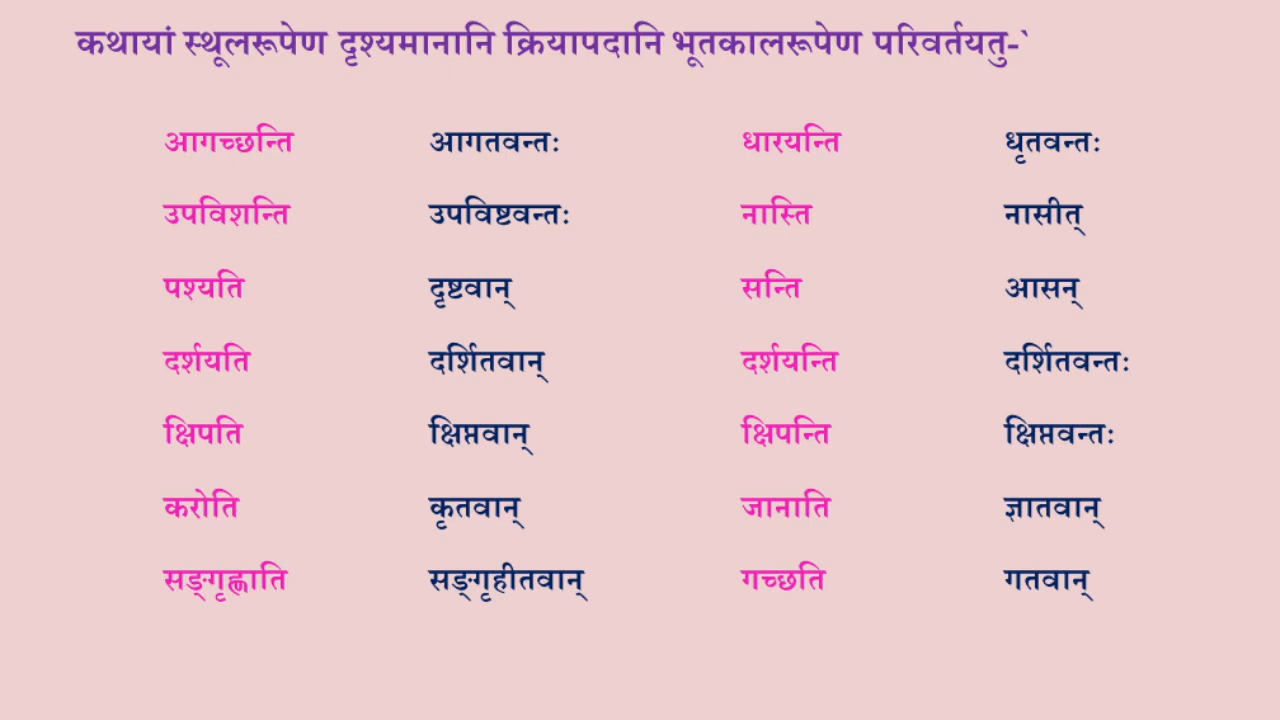 कथायां स्थूलरूपेण दृश्यमानानि क्रियापदानि भूतकालरूपेण परिवर्तयतु-`
आगच्छन्ति आगतवन्तः धारयन्ति धृतवन्तः
उपविशन्ति उपविष्टवन्तः नास्ति नासीत्
पश्यति दृष्टवान् सन्ति आसन्
दर्शयति दर्शितवान् दर्शयन्ति दर्शितवन्तः
क्षिपति क्षिप्तवान् क्षिपन्ति क्षिप्तवन्तः
करोति कृतवान् जानाति ज्ञातवान्
सङ्गृह्णाति सङ्गृहीतवान् गच्छति गतवान्